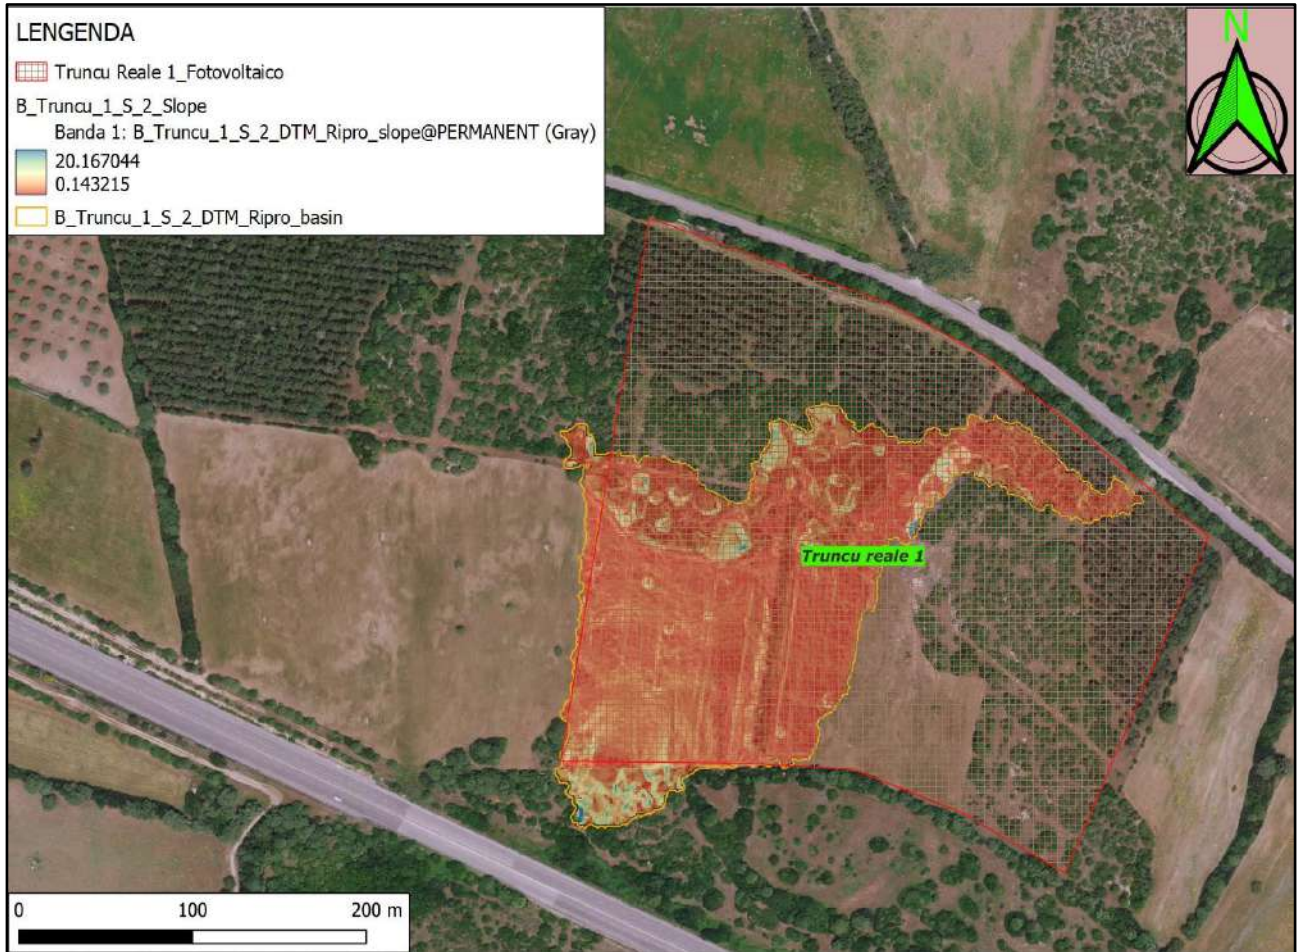 LENGENDA
Truncu Reale 1_Fotovoltaico
B_Truncu_1_S_2_Slope
Banda 1: B_Truncu_1_S_2_DTM_Ripro_slope@PERMANENT (Gray)
20.167044
0.143215
B_Truncu_1_S_2_DTM_Ripro_basin
N
Truncu reale 1
0 100 200 m